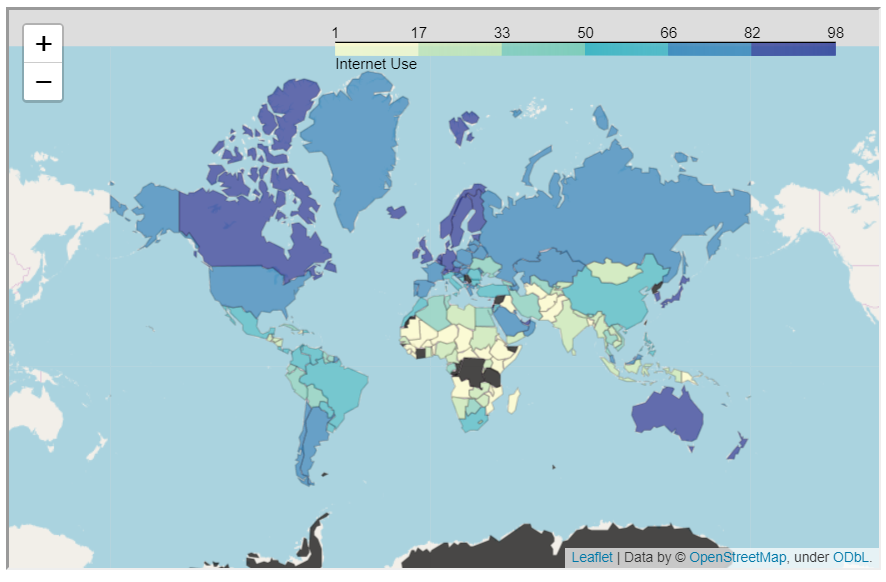 +
−
1 17 33 50 66 82 98
Internet Use
Leaflet | Data by © OpenStreetMap, under ODbL.